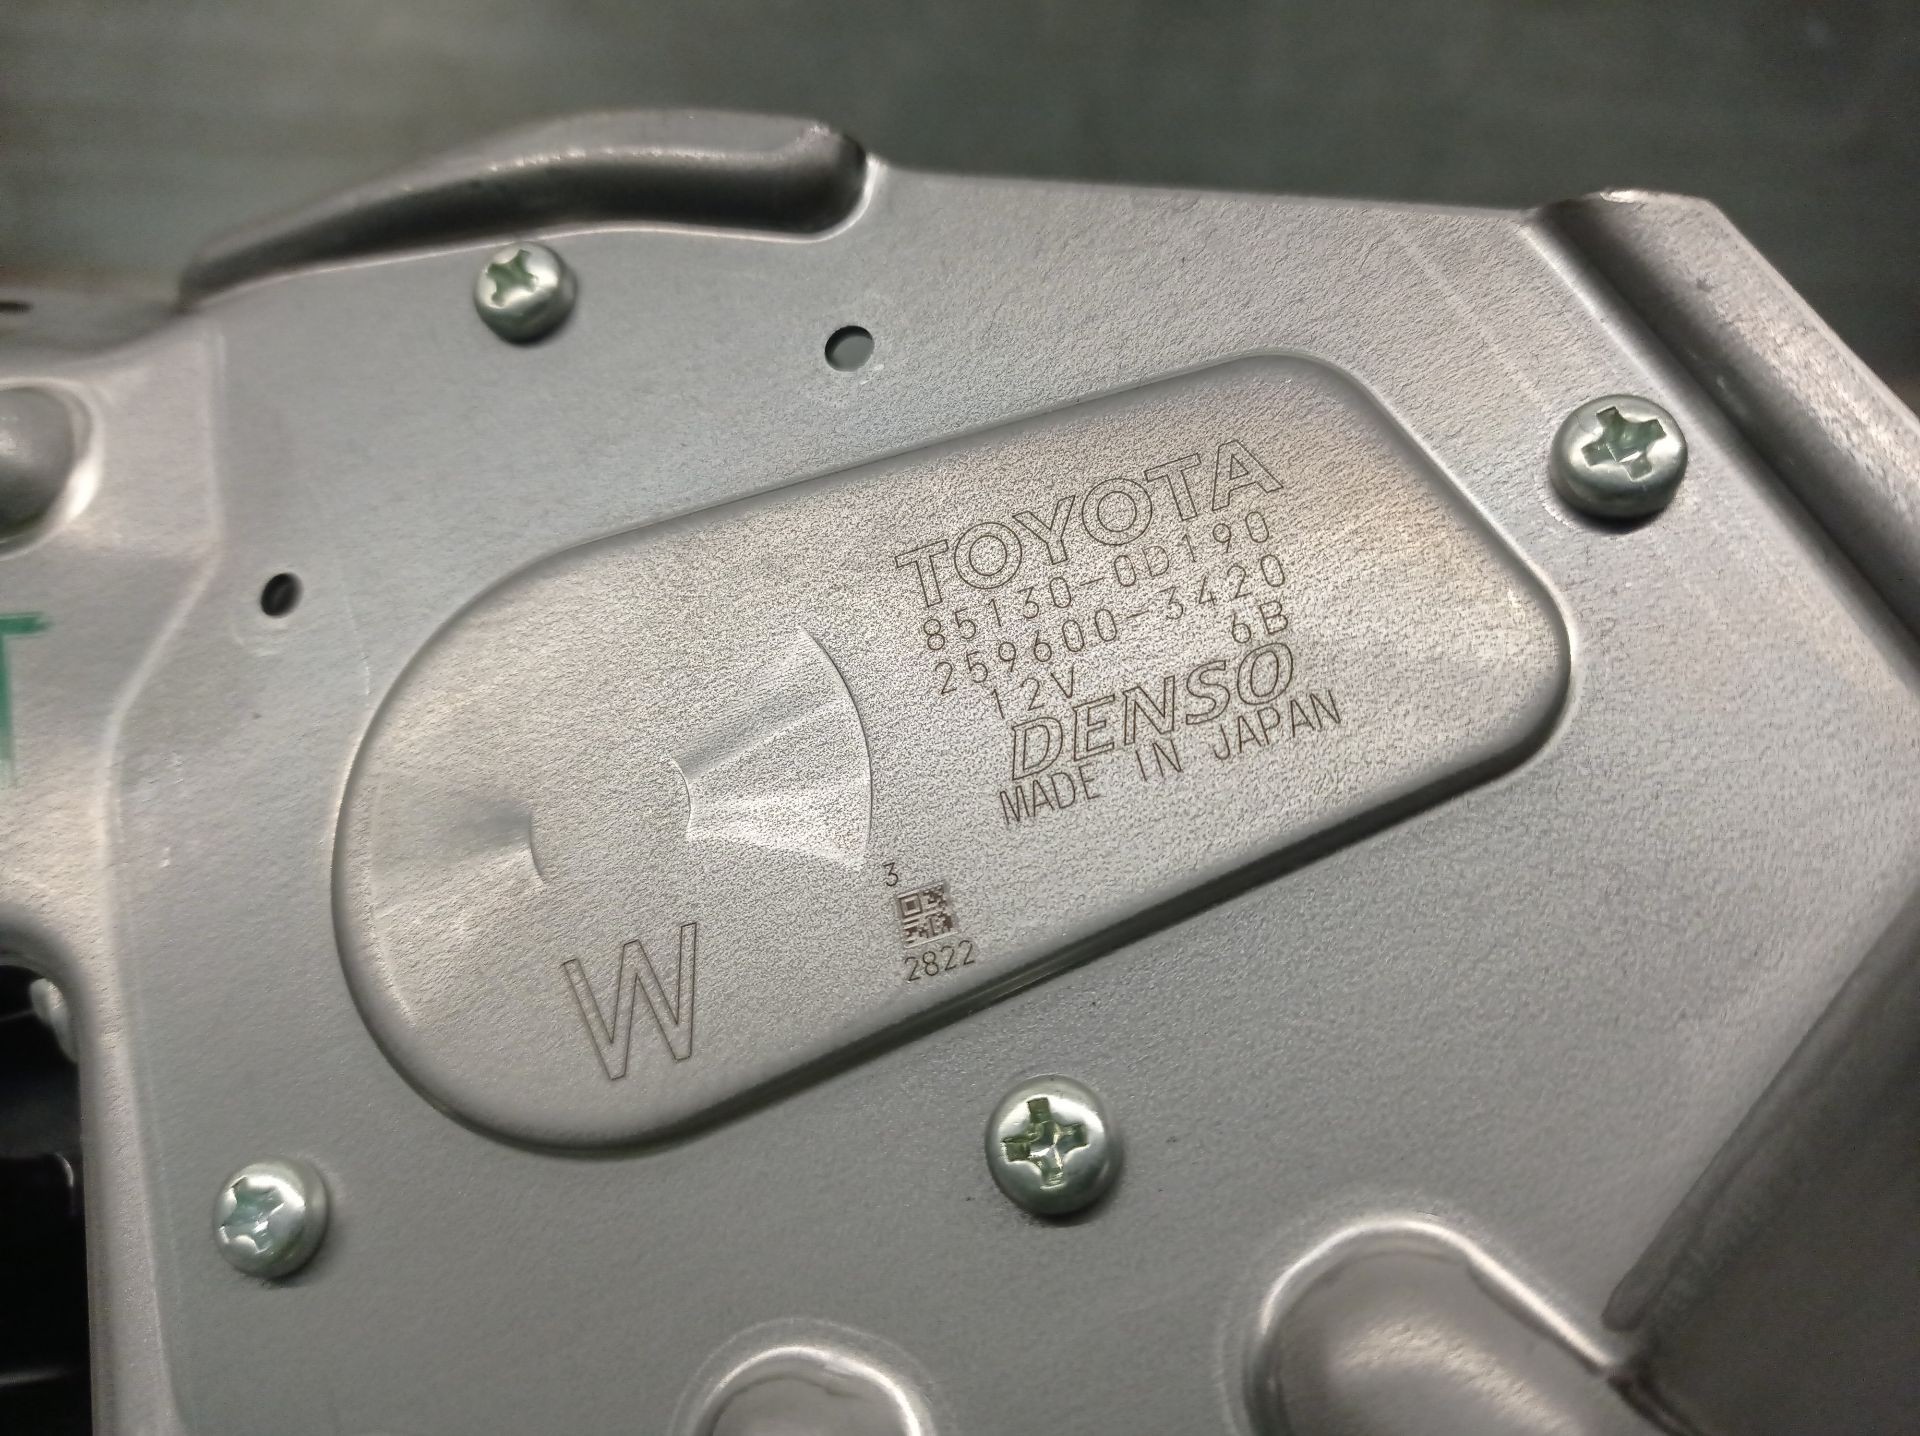 TOYOTA
85130-0D190
259600-3420
12V 6B
DENSO
MADE IN JAPAN
3
2822
W
T